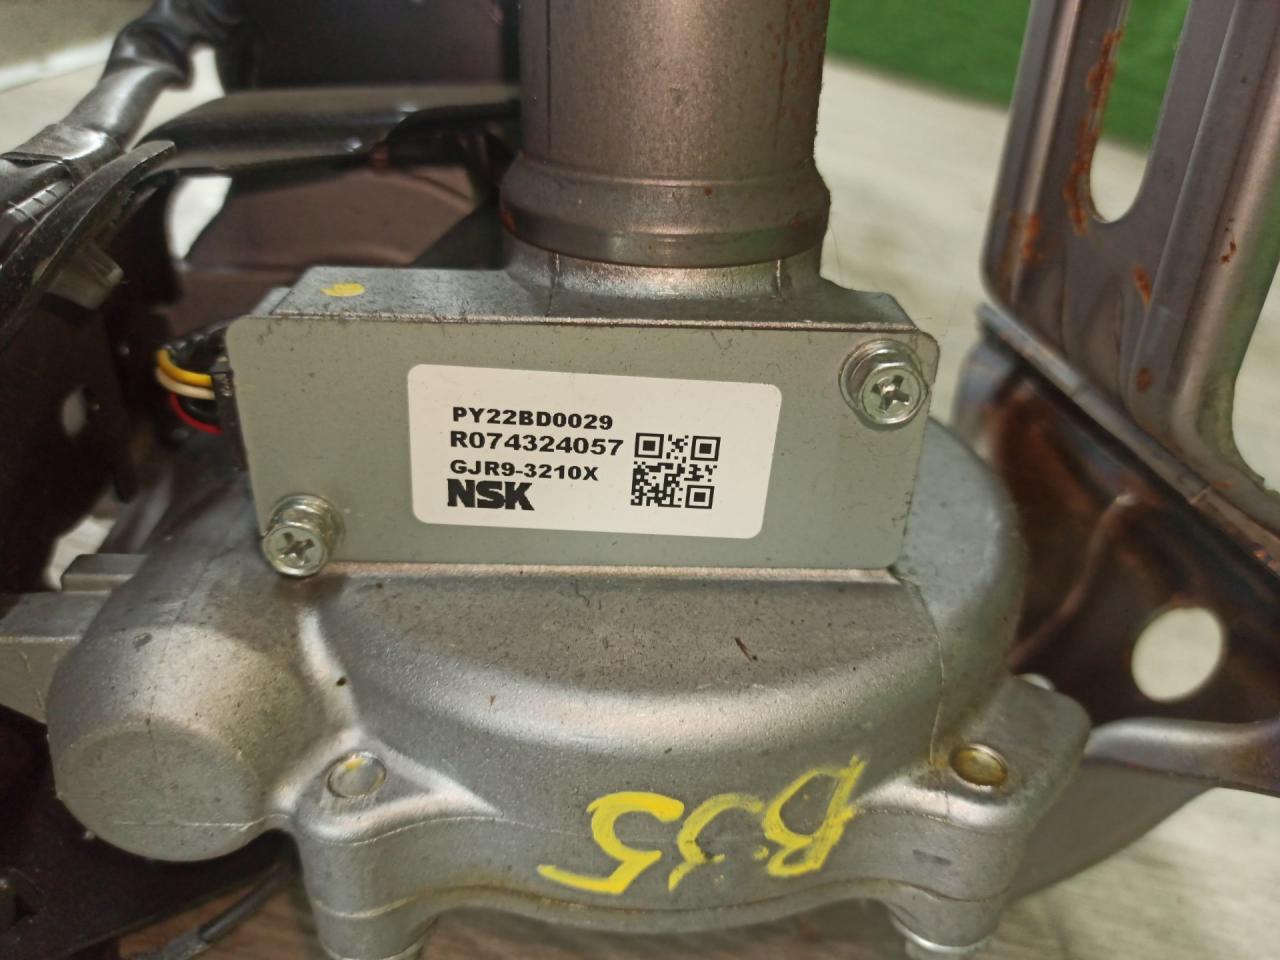 PY22BD0029
R074324057
GJR9-3210X
NSK
B35